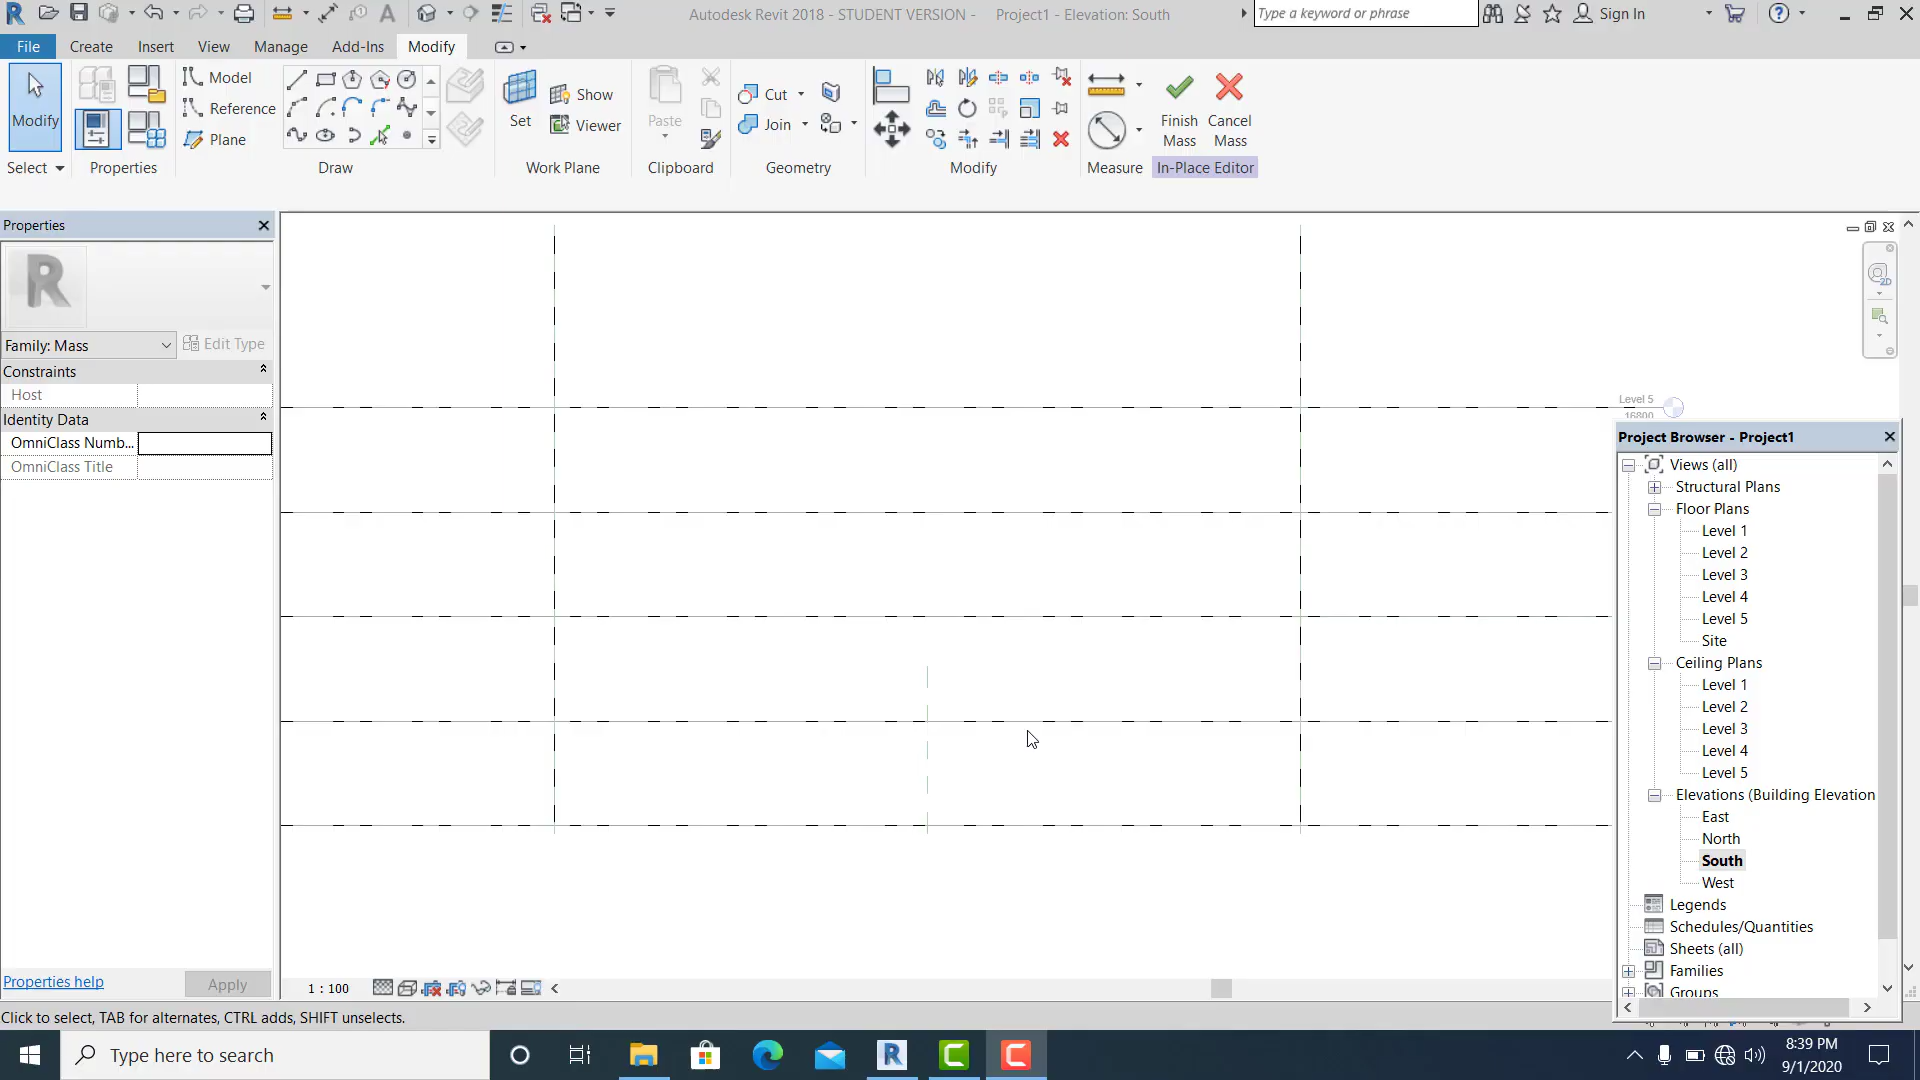 Autodesk Revit 2018 - STUDENT VERSION - Project1 - Elevation: South
Type a keyword or phrase
Sign In
File Create Insert View Manage Add-Ins Modify
Modify
Model
Reference
Plane
Set
Show
Viewer
Paste
Cut
Join
Finish Mass
Cancel Mass
Select Properties Draw Work Plane Clipboard Geometry Modify Measure In-Place Editor
Properties
R
Family: Mass
Edit Type
Constraints
Host
Identity Data
OmniClass Numb...
OmniClass Title
Properties help
Apply
2D
Level 5
16800
Project Browser - Project1
Views (all)
Structural Plans
Floor Plans
Level 1
Level 2
Level 3
Level 4
Level 5
Site
Ceiling Plans
Level 1
Level 2
Level 3
Level 4
Level 5
Elevations (Building Elevation
East
North
South
West
Legends
Schedules/Quantities
Sheets (all)
Families
Groups
1 : 100
Click to select, TAB for alternates, CTRL adds, SHIFT unselects.
Type here to search
8:39 PM
9/1/2020